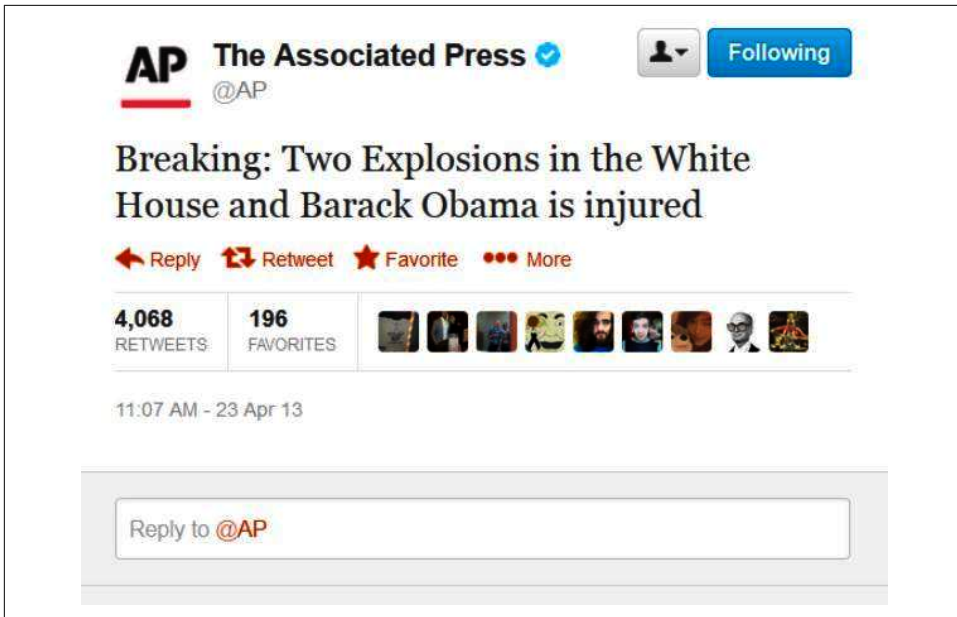 AP The Associated Press
Following
@AP
Breaking: Two Explosions in the White
House and Barack Obama is injured
Reply Retweet Favorite More
4,068 196
RETWEETS FAVORITES
11:07 AM - 23 Apr 13
Reply to @AP